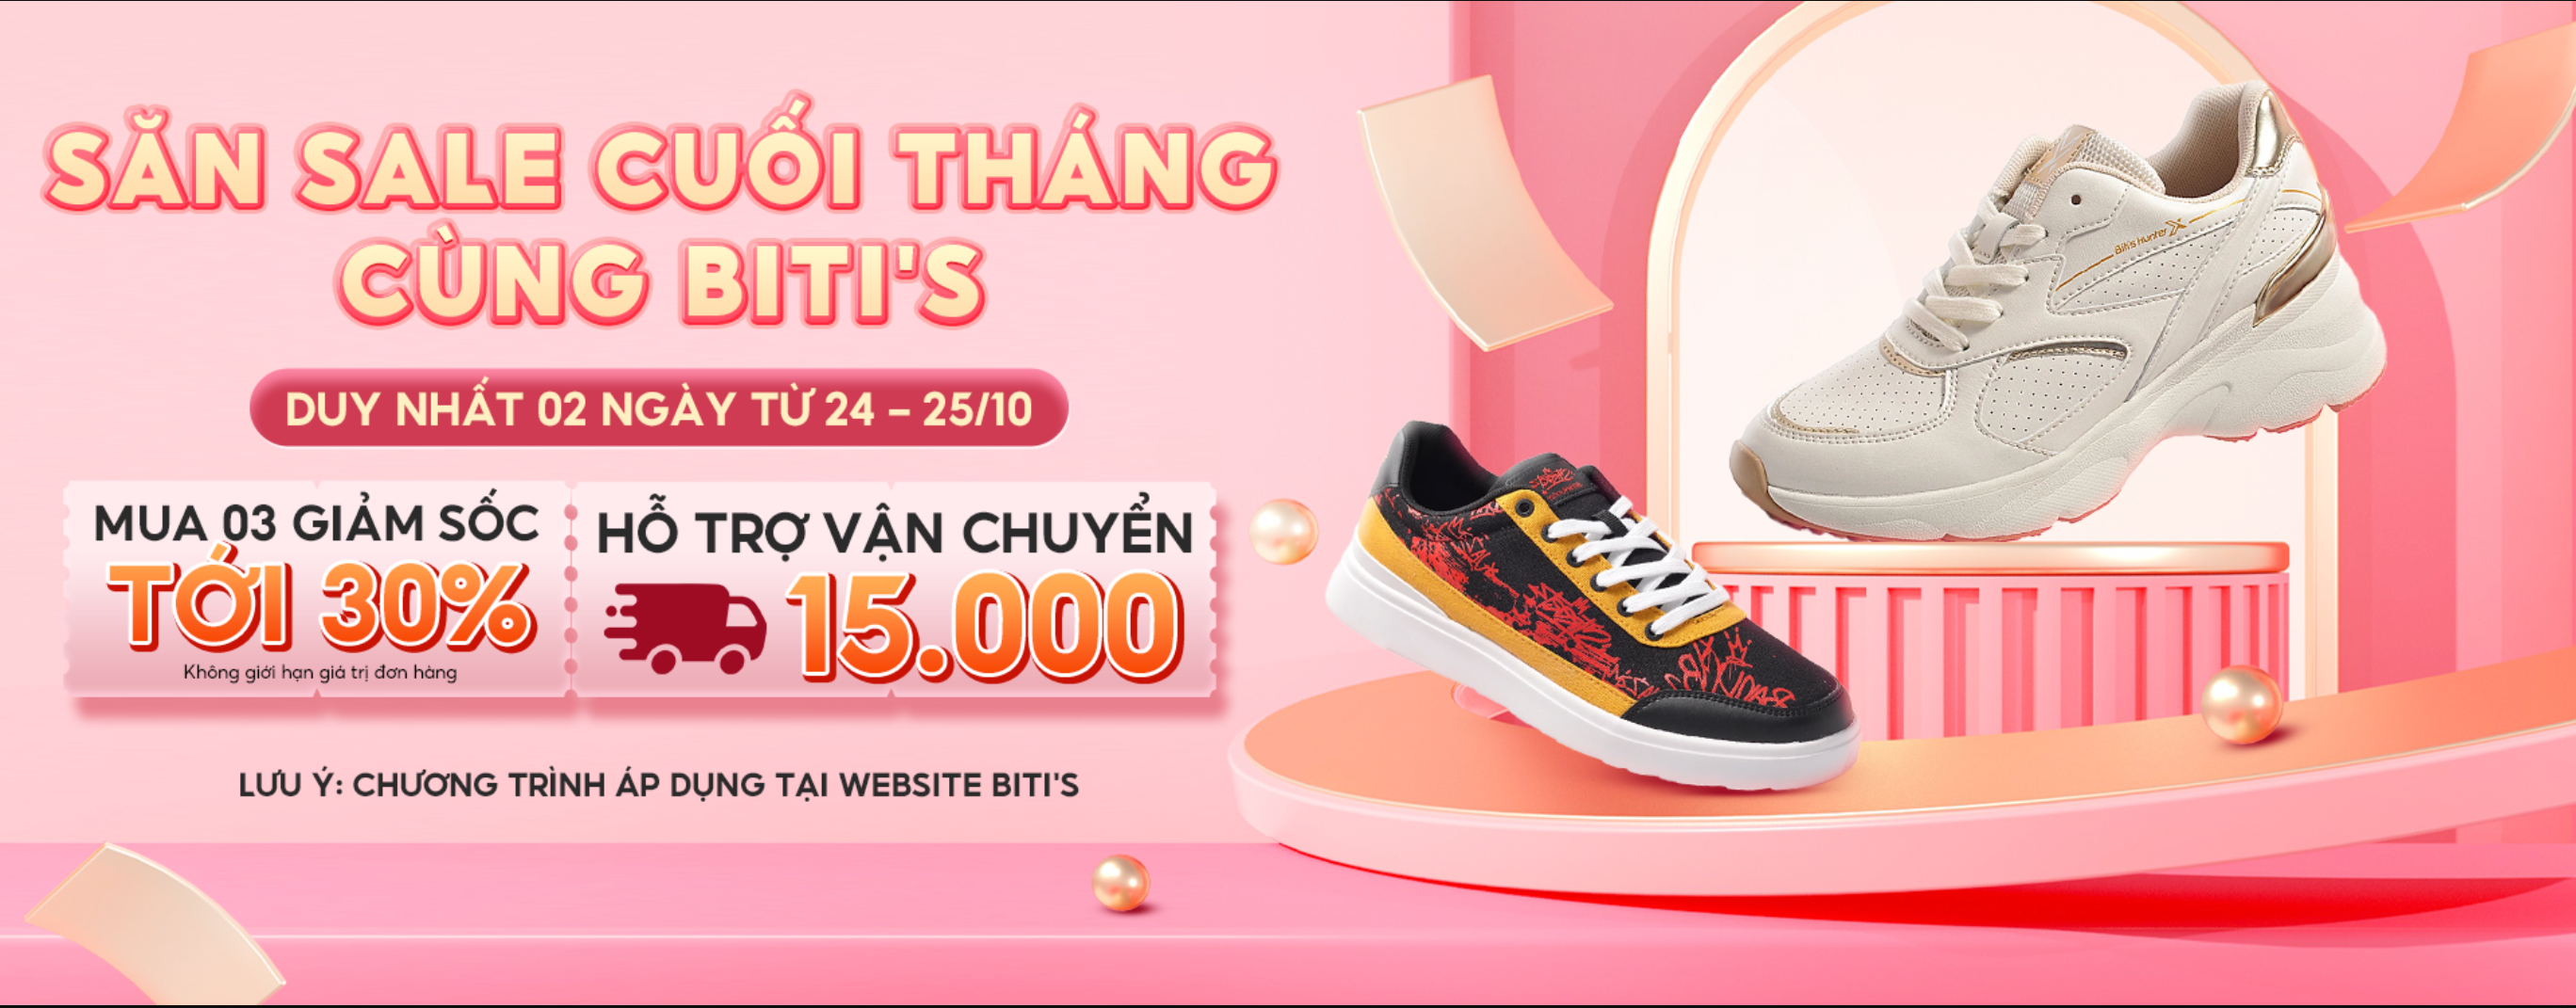 SĂN SALE CUỐI THÁNG
CÙNG BITI'S
DUY NHẤT 02 NGÀY TỪ 24 – 25/10
MUA 03 GIẢM SỐC
TỚI 30%
Không giới hạn giá trị đơn hàng
HỖ TRỢ VẬN CHUYỂN
15.000
LƯU Ý: CHƯƠNG TRÌNH ÁP DỤNG TẠI WEBSITE BITI'S
Biti's Hunter X